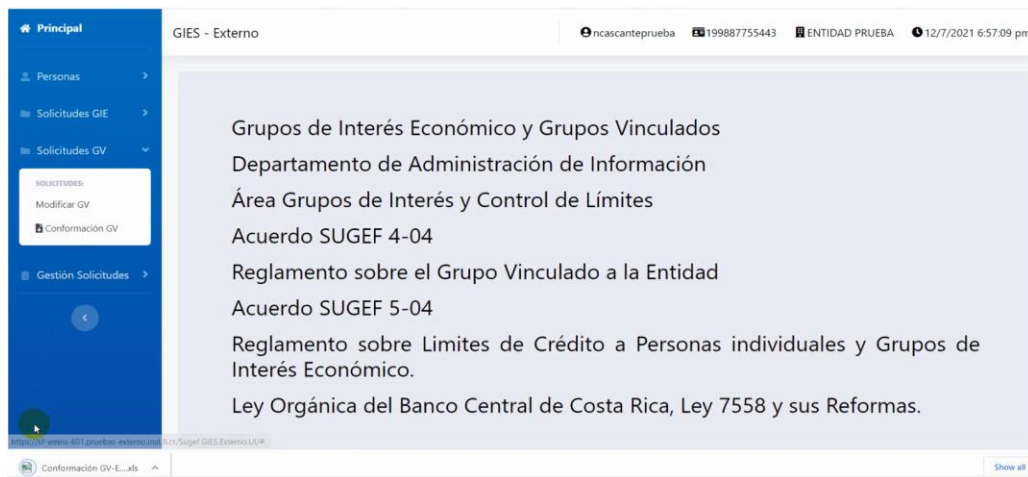 Principal
GIES - Externo
ncascanteprueba
199887755443
ENTIDAD PRUEBA
12/7/2021 6:57:09 pm
Personas
Solicitudes GIE
Solicitudes GV
SOLICITUDES:
Modificar GV
Conformación GV
Gestión Solicitudes
Grupos de Interés Económico y Grupos Vinculados
Departamento de Administración de Información
Área Grupos de Interés y Control de Límites
Acuerdo SUGEF 4-04
Reglamento sobre el Grupo Vinculado a la Entidad
Acuerdo SUGEF 5-04
Reglamento sobre Limites de Crédito a Personas individuales y Grupos de
Interés Económico.
Ley Orgánica del Banco Central de Costa Rica, Ley 7558 y sus Reformas.
Conformación GV-E....xls
Show all